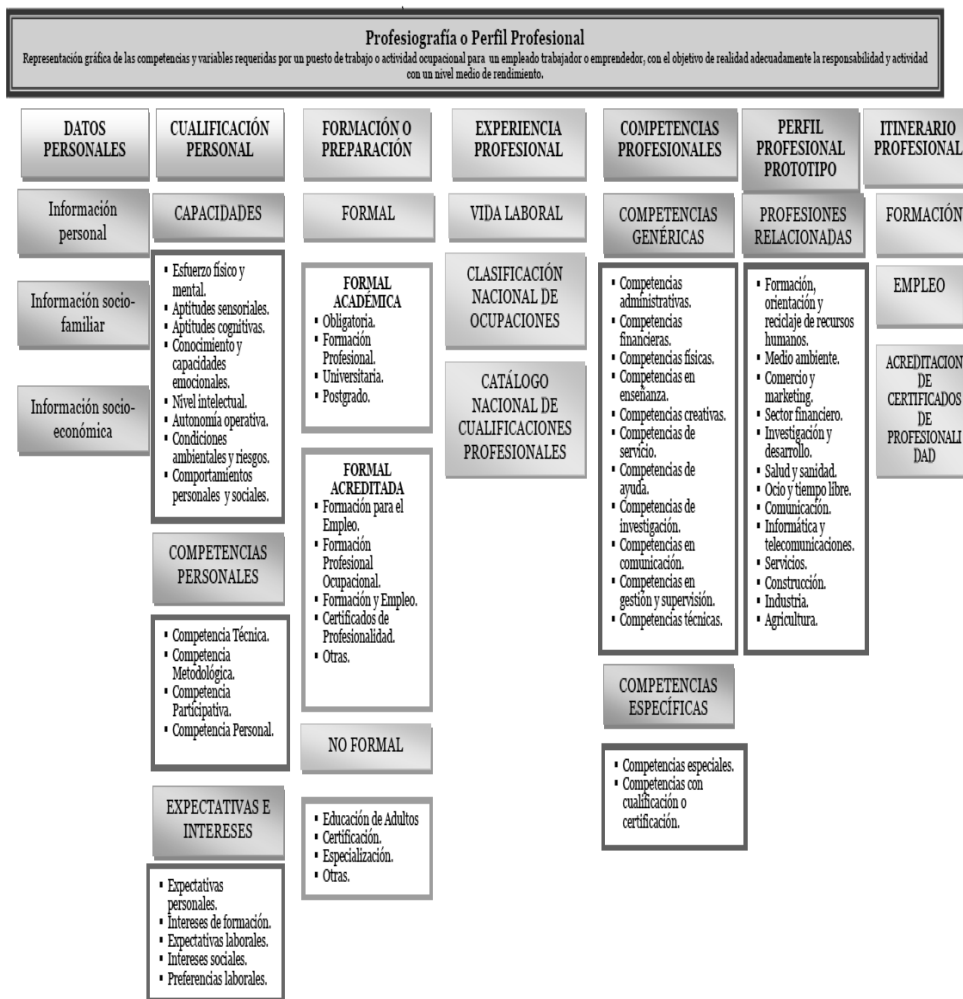 Profesiografía o Perfil Profesional
Representación gráfica de las competencias y variables requeridas por un puesto de trabajo o actividad ocupacional para un empleado trabajador o emprendedor, con el objetivo de realidad adecuadamente la responsabilidad y actividad
con un nivel medio de rendimiento.
DATOS
PERSONALES
Información
personal
Información socio-
familiar
Información socio-
económica
CUALIFICACIÓN
PERSONAL
CAPACIDADES
▪ Esfuerzo físico y
mental.
▪ Aptitudes sensoriales.
▪ Aptitudes cognitivas.
▪ Conocimiento y
capacidades
emocionales.
▪ Nivel intelectual.
▪ Autonomía operativa.
▪ Condiciones
ambientales y riesgos.
▪ Comportamientos
personales y sociales.
COMPETENCIAS
PERSONALES
▪ Competencia Técnica.
▪ Competencia
Metodológica.
▪ Competencia
Participativa.
▪ Competencia Personal.
EXPECTATIVAS E
INTERESES
▪ Expectativas
personales.
▪ Intereses de formación.
▪ Expectativas laborales.
▪ Intereses sociales.
▪ Preferencias laborales.
FORMACIÓN O
PREPARACIÓN
FORMAL
FORMAL
ACADÉMICA
▪ Obligatoria.
▪ Formación
Profesional.
▪ Universitaria.
▪ Postgrado.
FORMAL
ACREDITADA
▪ Formación para el
Empleo.
▪ Formación
Profesional
Ocupacional.
▪ Formación y Empleo.
▪ Certificados de
Profesionalidad.
▪ Otras.
NO FORMAL
▪ Educación de Adultos
▪ Certificación.
▪ Especialización.
▪ Otras.
EXPERIENCIA
PROFESIONAL
VIDA LABORAL
CLASIFICACIÓN
NACIONAL DE
OCUPACIONES
CATÁLOGO
NACIONAL DE
CUALIFICACIONES
PROFESIONALES
COMPETENCIAS
PROFESIONALES
COMPETENCIAS
GENÉRICAS
▪ Competencias
administrativas.
▪ Competencias
financieras.
▪ Competencias físicas.
▪ Competencias en
enseñanza.
▪ Competencias creativas.
▪ Competencias de
servicio.
▪ Competencias de
ayuda.
▪ Competencias de
investigación.
▪ Competencias en
comunicación.
▪ Competencias en
gestión y supervisión.
▪ Competencias técnicas.
COMPETENCIAS
ESPECÍFICAS
▪ Competencias especiales.
▪ Competencias con
cualificación o
certificación.
PERFIL
PROFESIONAL
PROTOTIPO
PROFESIONES
RELACIONADAS
▪ Formación,
orientación y
reciclaje de recursos
humanos.
▪ Medio ambiente.
▪ Comercio y
marketing.
▪ Sector financiero.
▪ Investigación y
desarrollo.
▪ Salud y sanidad.
▪ Ocio y tiempo libre.
▪ Comunicación.
▪ Informática y
telecomunicaciones.
▪ Servicios.
▪ Construcción.
▪ Industria.
▪ Agricultura.
ITINERARIO
PROFESIONAL
FORMACIÓN
EMPLEO
ACREDITACION
DE
CERTIFICADOS
DE
PROFESIONALI
DAD